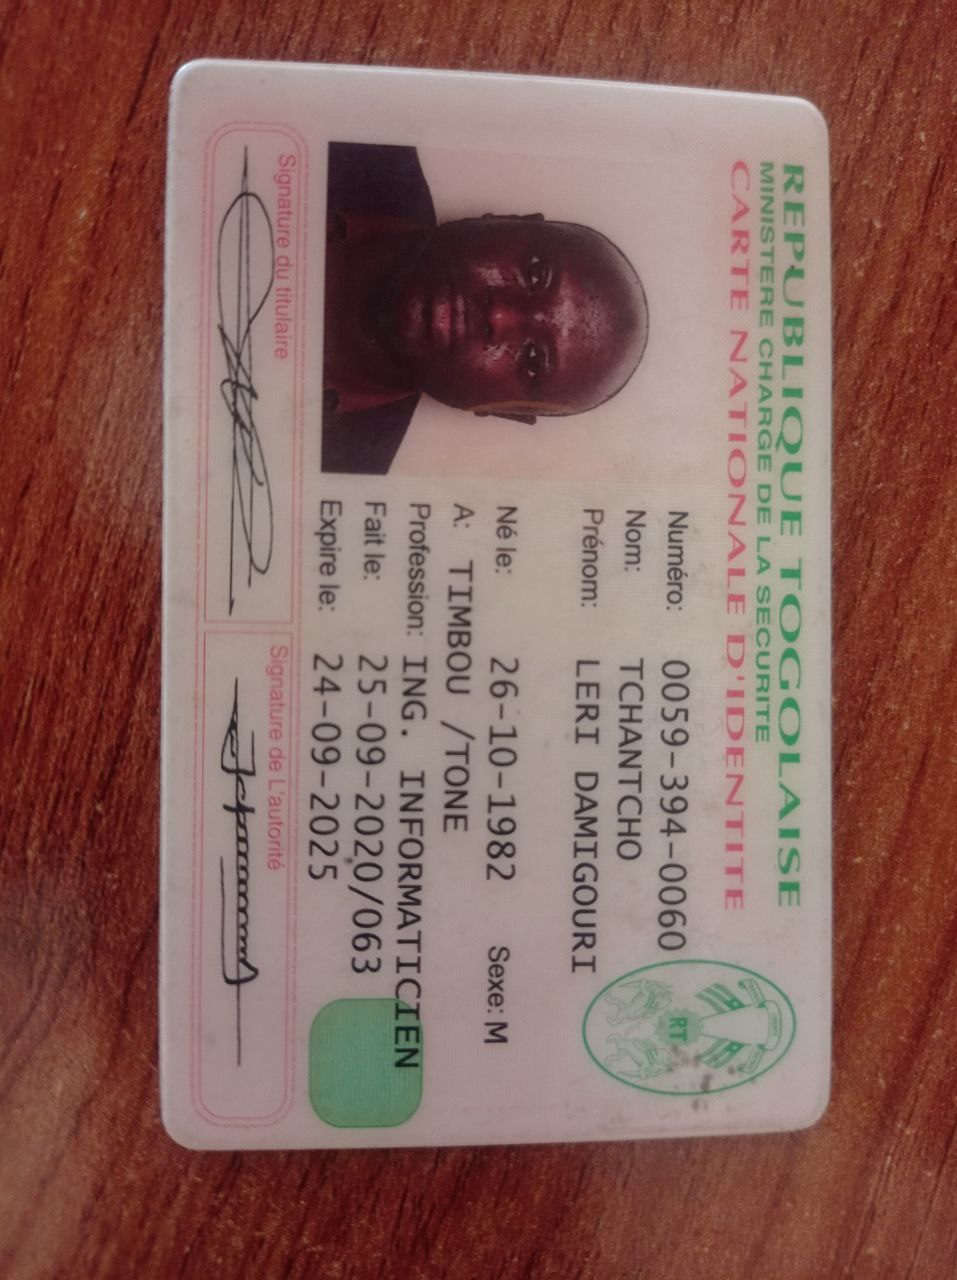 REPUBLIQUE TOGOLAISE
MINISTERE CHARGE DE LA SECURITE
CARTE NATIONALE D'IDENTITE
Numéro: 0059-394-0060
Nom: TCHANTCHO
Prénom: LERI DAMIGOURI
Né le: 26-10-1982 Sexe: M
A: TIMBOU /TONE
Profession: ING. INFORMATICIEN
Fait le: 25-09-2020/063
Expire le: 24-09-2025
RT
Signature du titulaire
Signature de L'autorité